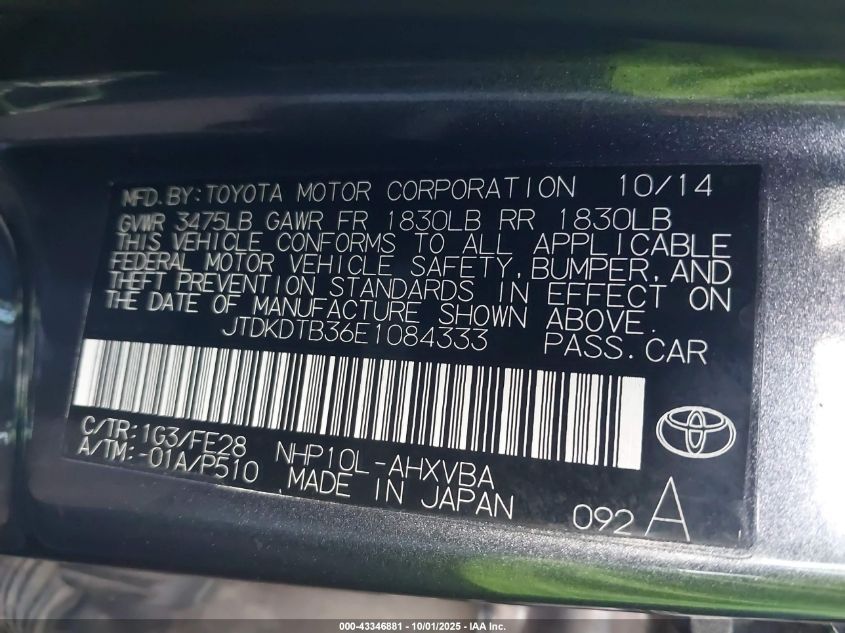 MFD.BY:TOYOTA MOTOR CORPORATION 10/14
GVWR 3475LB GAWR FR 1830LB RR 1830LB
THIS VEHICLE CONFORMS TO ALL APPLICABLE
FEDERAL MOTOR VEHICLE SAFETY,BUMPER,AND
THEFT PREVENTION STANDARDS IN EFFECT ON
THE DATE OF MANUFACTURE SHOWN ABOVE.
JTDKDTB36E1084333 PASS.CAR
C/TR:1G3/FE28 NHP10L-AHXVBA
A/TM:-01A/P510 MADE IN JAPAN
092 A
000-43346881 - 10/01/2025 - IAA Inc.